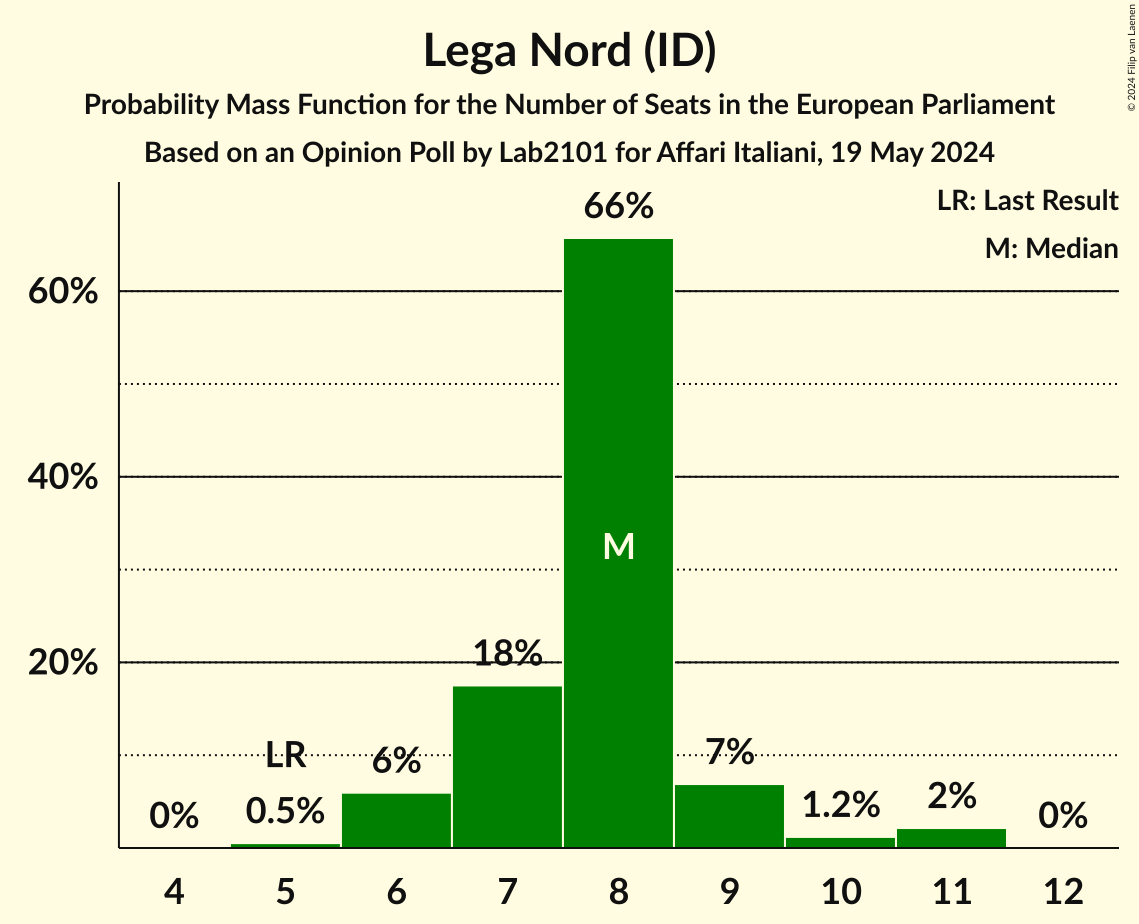 Lega Nord (ID)
Probability Mass Function for the Number of Seats in the European Parliament
Based on an Opinion Poll by Lab2101 for Affari Italiani, 19 May 2024
© 2024 Filip van Laenen
LR: Last Result
M: Median
66%
60%
40%
M
20%
18%
LR
6%
7%
0%
0.5%
1.2%
2%
0%
4 5 6 7 8 9 10 11 12